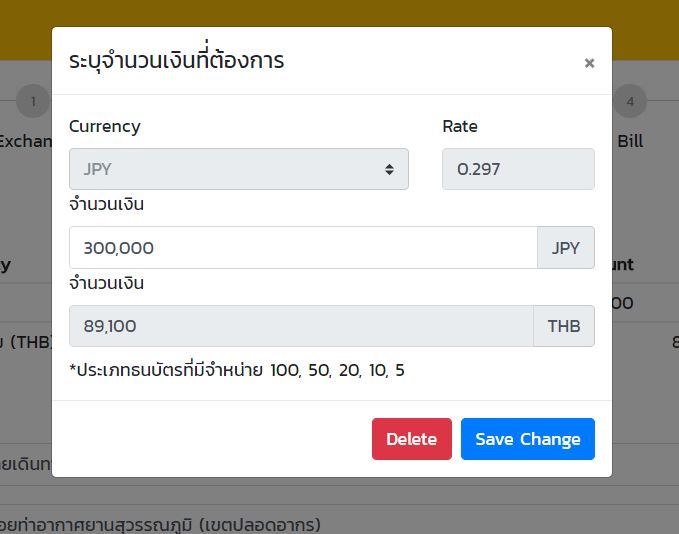 ระบุจำนวนเงินที่ต้องการ
×
1
4
Exchan
Bill
Currency
Rate
JPY
0.297
จำนวนเงิน
300,000
JPY
จำนวนเงิน
89,100
THB
*ประเภทธนบัตรที่มีจำหน่าย 100, 50, 20, 10, 5
Delete
Save Change
y
unt
00
(THB)
8
ยเดินท
อยท่าอากาศยานสุวรรณภูมิ (เขตปลอดอากร)